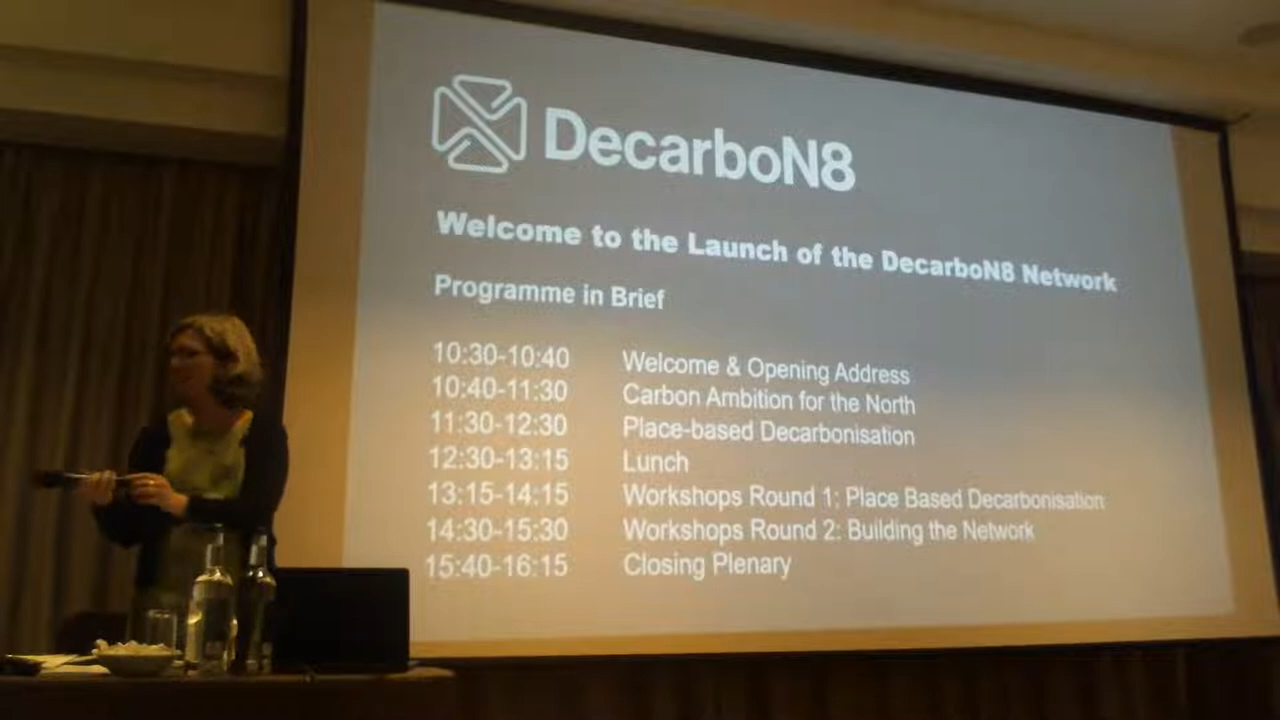 DecarboN8
Welcome to the Launch of the DecarboN8 Network
Programme in Brief
10:30-10:40 Welcome & Opening Address
10:40-11:30 Carbon Ambition for the North
11:30-12:30 Place-based Decarbonisation
12:30-13:15 Lunch
13:15-14:15 Workshops Round 1: Place Based Decarbonisation
14:30-15:30 Workshops Round 2: Building the Network
15:40-16:15 Closing Plenary